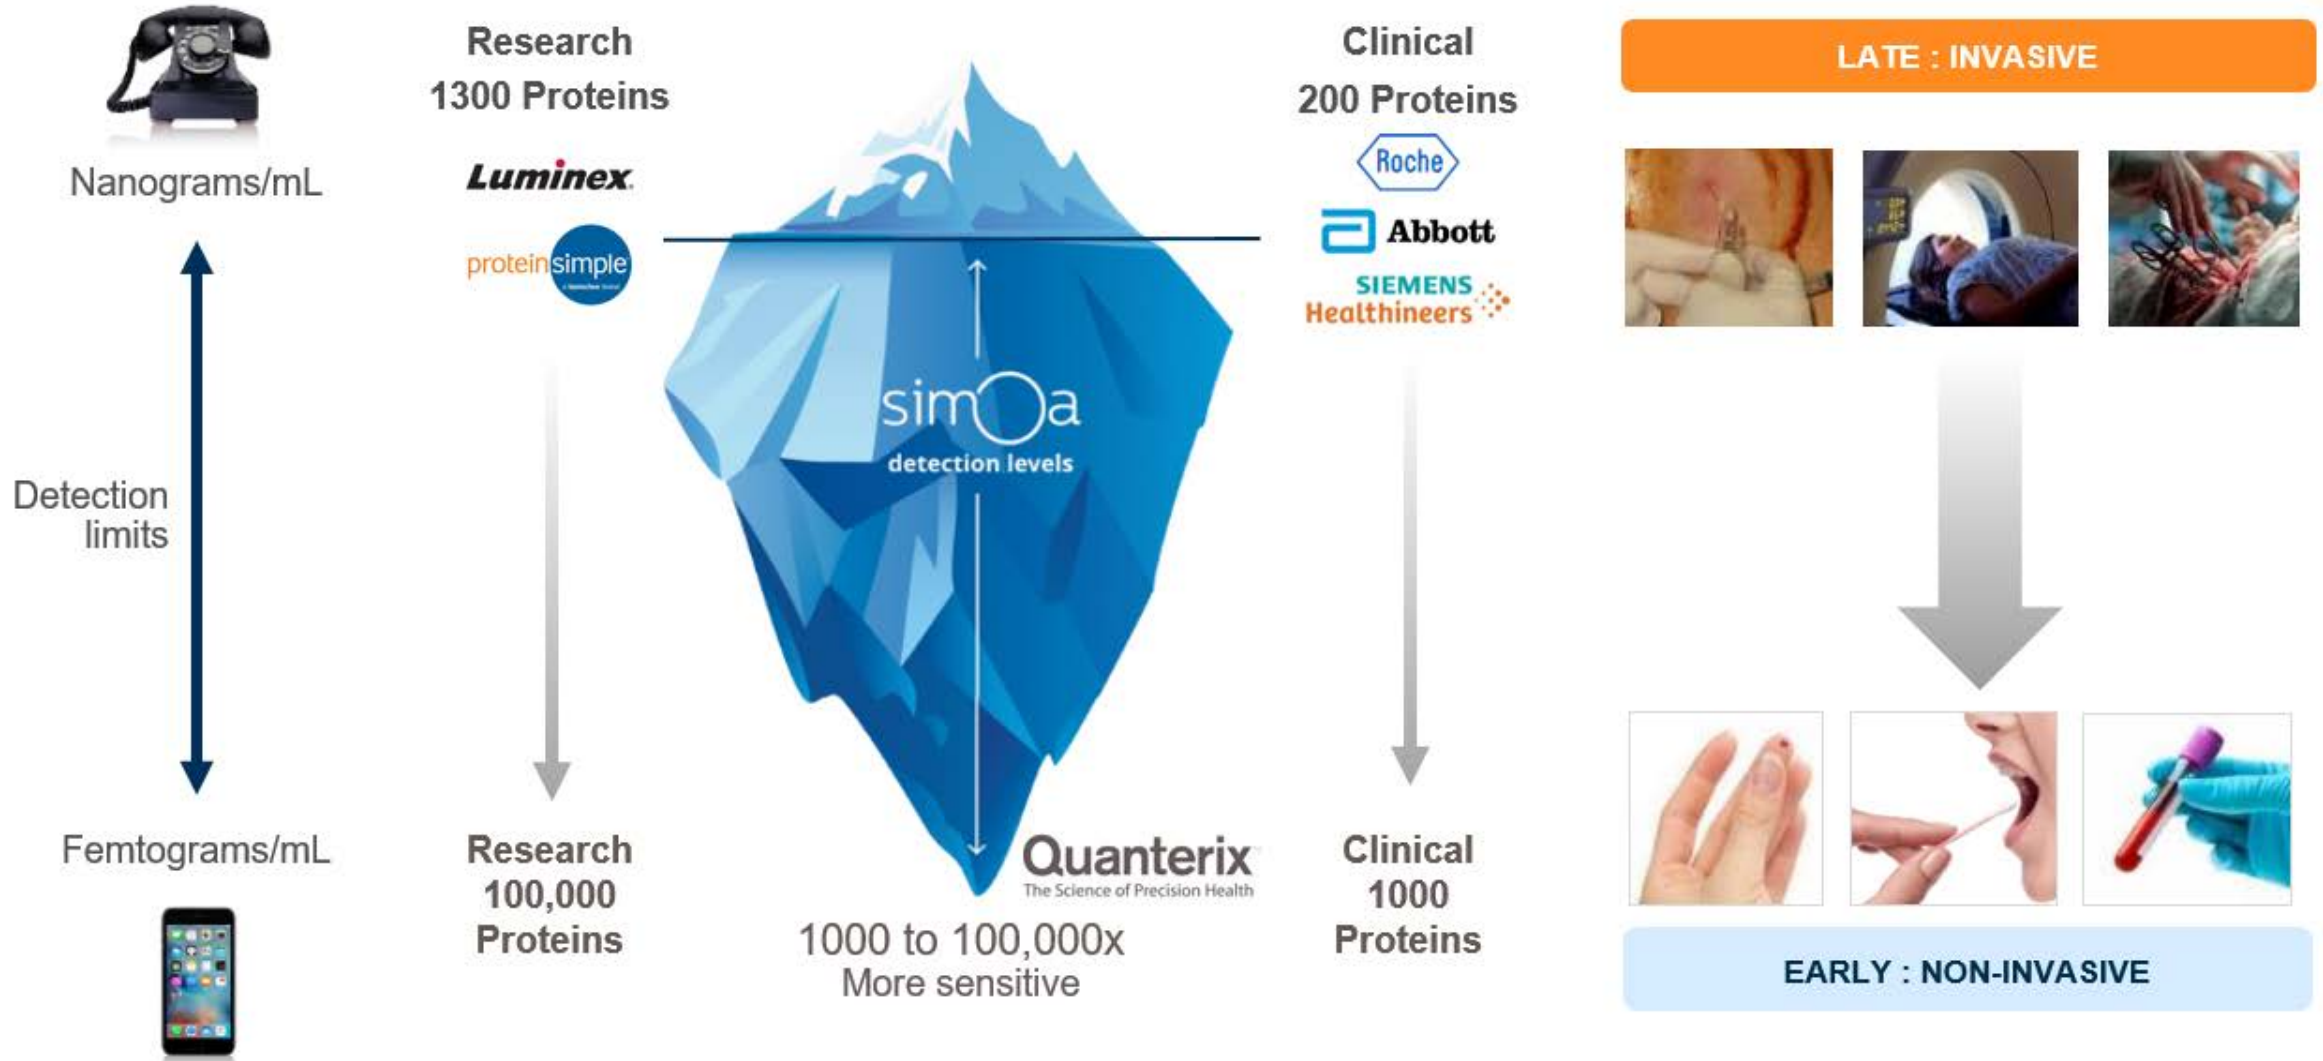 Nanograms/mL
Detection
limits
Femtograms/mL
Research
1300 Proteins
Luminex
proteinsimple
Research
100,000
Proteins
simOa
detection levels
Quanterix
The Science of Precision Health
1000 to 100,000x
More sensitive
Clinical
200 Proteins
Roche
Abbott
SIEMENS
Healthineers
Clinical
1000
Proteins
LATE : INVASIVE
EARLY : NON-INVASIVE